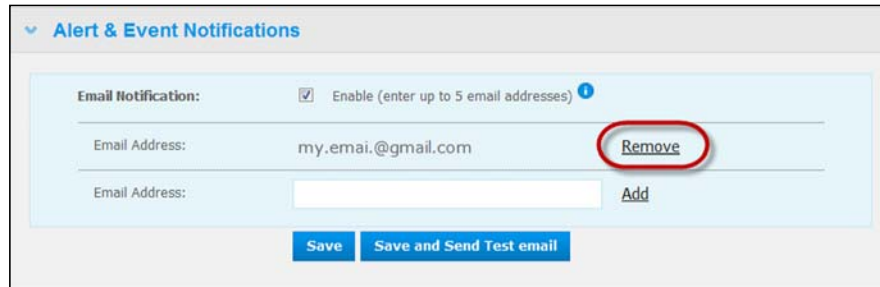 Alert & Event Notifications
Email Notification: Enable (enter up to 5 email addresses) i
Email Address: my.emai.@gmail.com Remove
Email Address: Add
Save Save and Send Test email